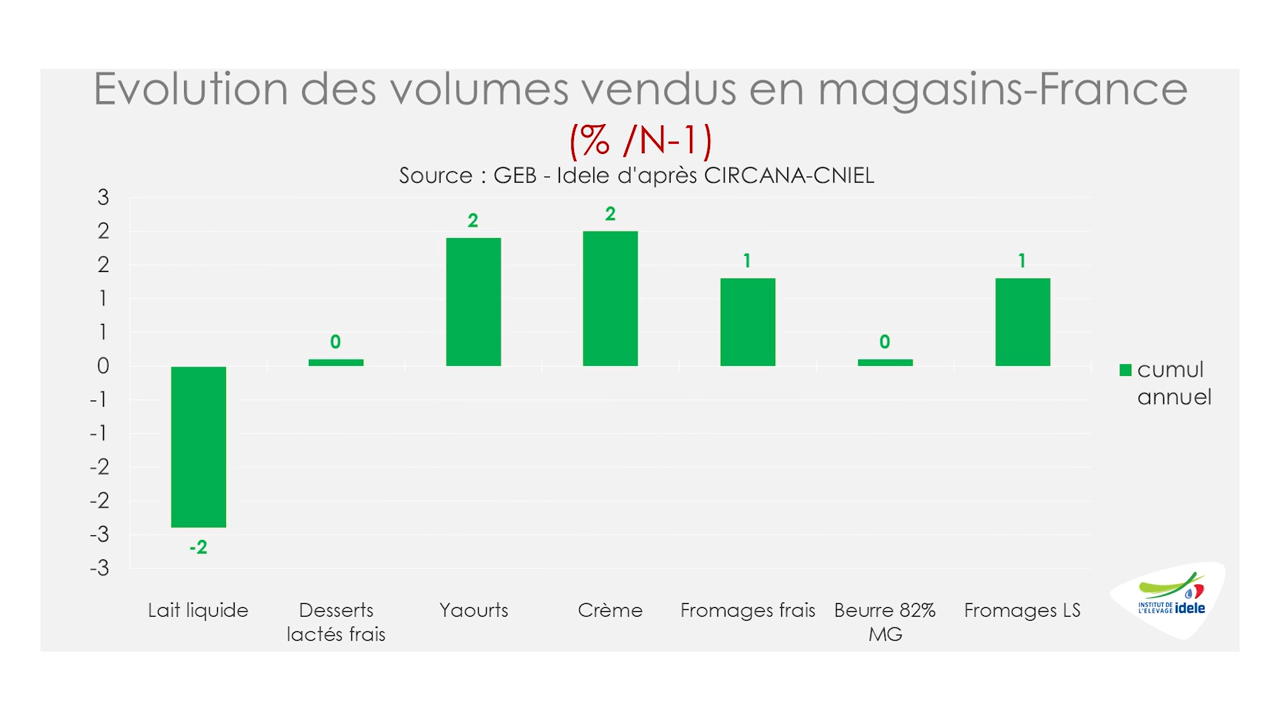 Evolution des volumes vendus en magasins-France
(% /N-1)
Source : GEB - Idele d'après CIRCANA-CNIEL
3
2
2
1
1
0
-1
-1
-2
-2
-3
-3
-2
0
2
2
1
0
1
Lait liquide
Desserts
lactés frais
Yaourts
Crème
Fromages frais
Beurre 82%
MG
Fromages LS
cumul
annuel
INSTITUT DE
L'ELEVAGE idele